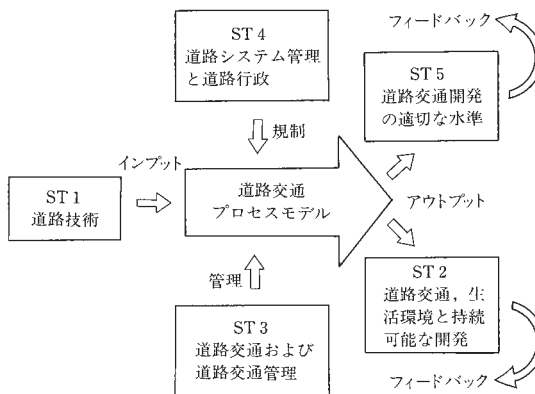 フィードバック
ST 4
道路システム管理
と道路行政
ST 5
道路交通開発
の適切な水準
規制
インプット
ST 1
道路技術
道路交通
プロセスモデル
アウトプット
管理
ST 2
道路交通，生
活環境と持続
可能な開発
ST 3
道路交通および
道路交通管理
フィードバック